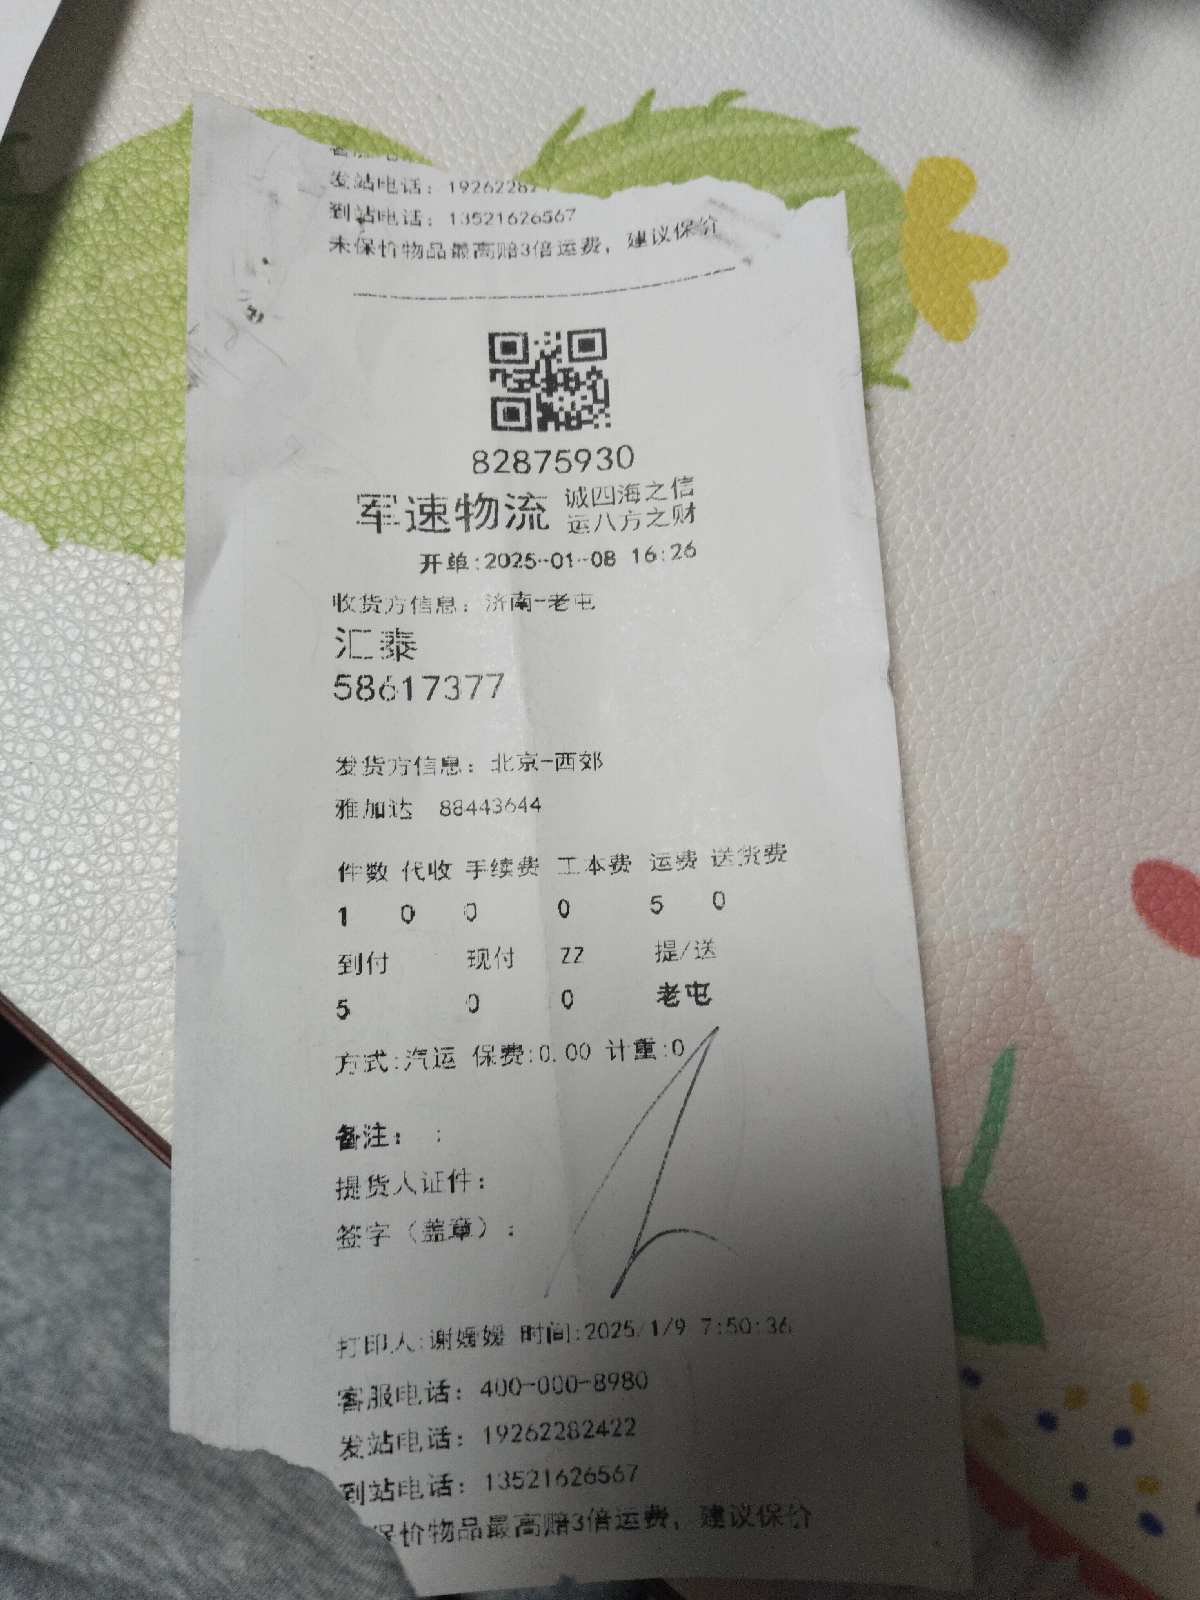 发站电话：192622824
到站电话：13521626567
未保价物品最高赔3倍运费，建议保价
82875930
军速物流 诚四海之信
运八方之财
开单:2025-01-08 16:26
收货方信息：济南-老屯
汇泰
58617377
发货方信息：北京-西郊
雅加达 88443644
件数 代收 手续费 工本费 运费 送货费
1 0 0 0 5 0
到付 现付 ZZ 提/送
5 0 0 老屯
方式:汽运 保费:0.00 计重:0
备注： :
提货人证件：
签字（盖章）：
打印人:谢媛媛 时间:2025/1/9 7:50:36
客服电话：400-000-8980
发站电话：19262282422
到站电话：13521626567
保价物品最高赔3倍运费，建议保价